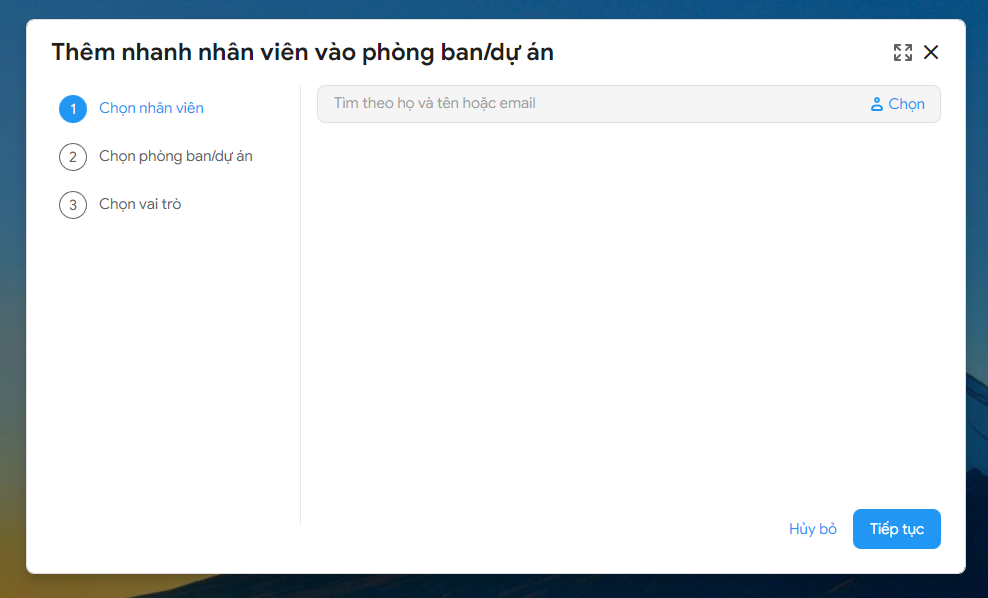 Thêm nhanh nhân viên vào phòng ban/dự án
1 Chọn nhân viên
2 Chọn phòng ban/dự án
3 Chọn vai trò
Tìm theo họ và tên hoặc email
Chọn
Hủy bỏ
Tiếp tục